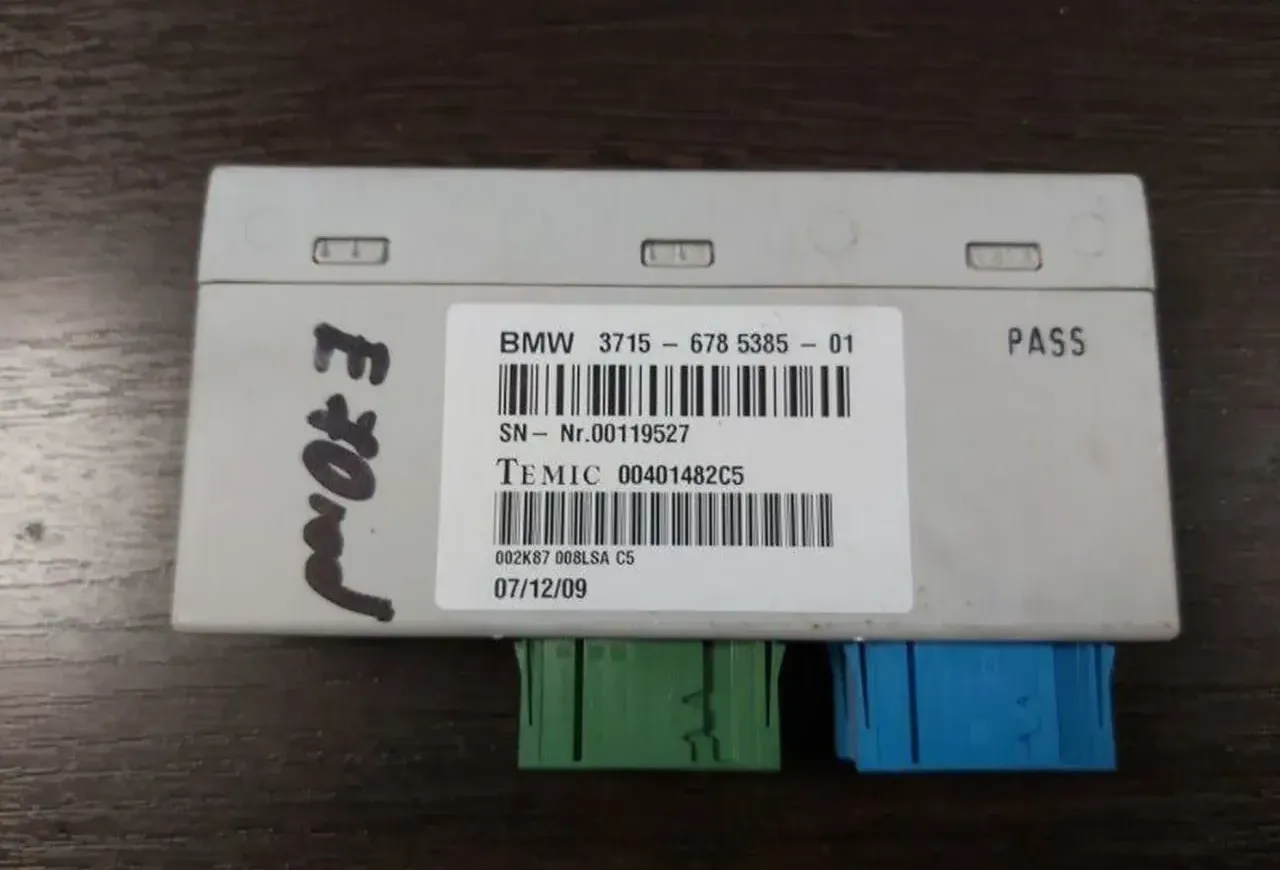 BMW 3715 – 678 5385 – 01
PASS
SN – Nr.00119527
TEMIC 00401482C5
002K87 008LSA C5
07/12/09
E70